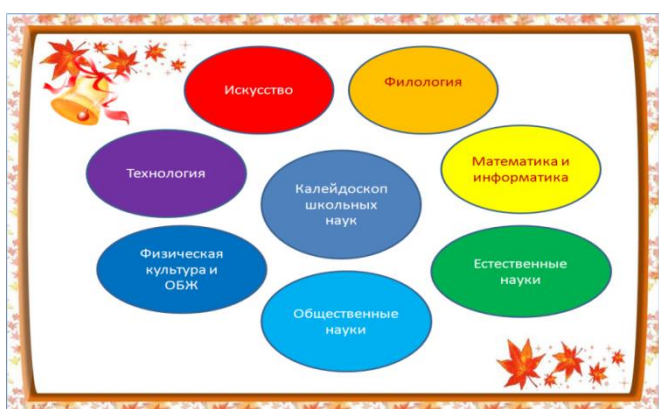 Искусство
Филология
Технология
Математика и
информатика
Калейдоскоп
школьных
наук
Физическая
культура и
ОБЖ
Естественные
науки
Общественные
науки